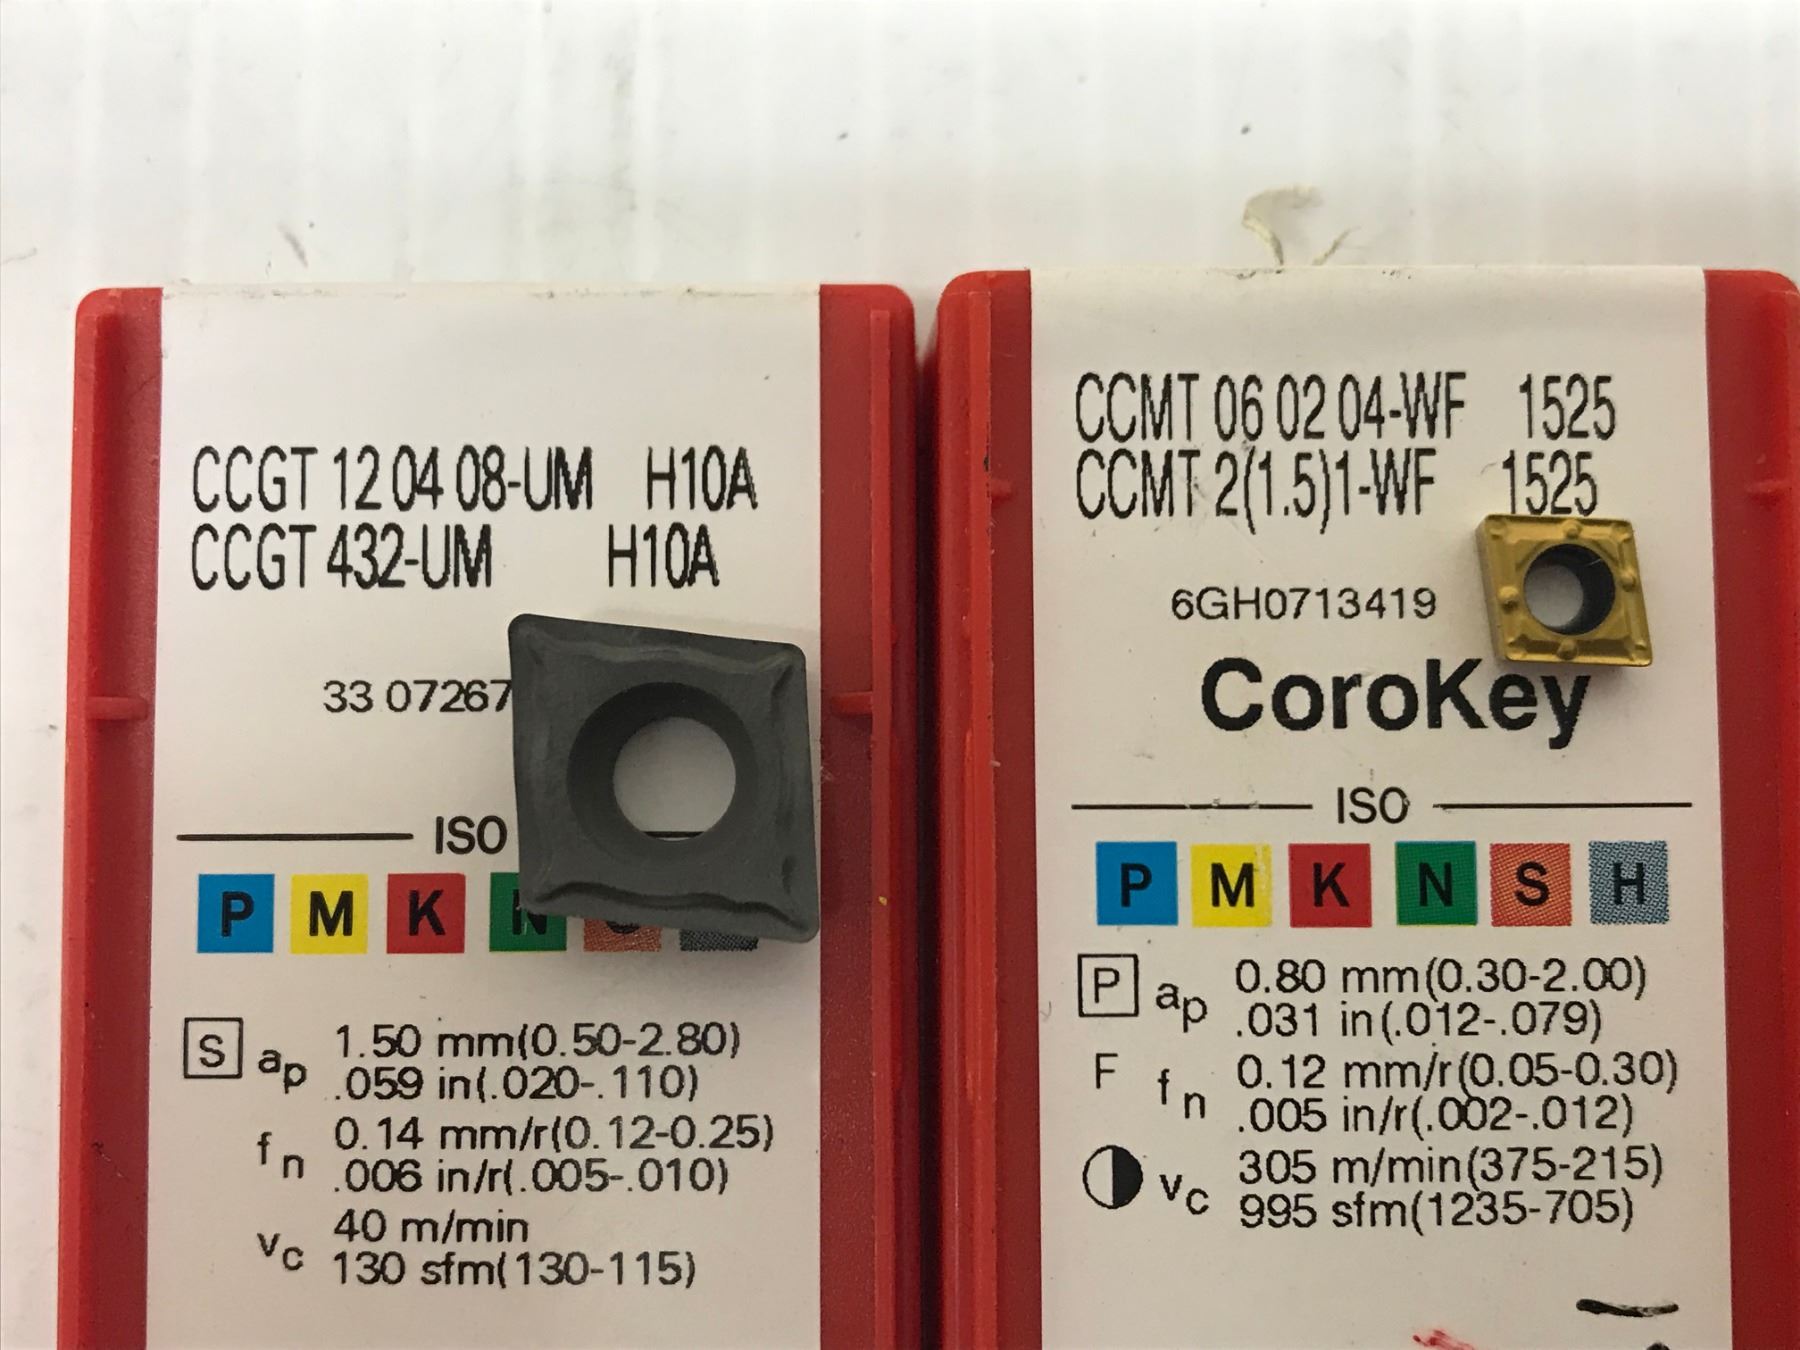 CCGT 12 04 08-UM H10A
CCGT 432-UM H10A
33 07267
ISO
P M K N
S ap 1.50 mm(0.50-2.80)
.059 in(.020-.110)
fn 0.14 mm/r(0.12-0.25)
.006 in/r(.005-.010)
vc 40 m/min
130 sfm(130-115)
CCMT 06 02 04-WF 1525
CCMT 2(1.5)1-WF 1525
6GH0713419
CoroKey
ISO
P M K N S H
P ap 0.80 mm(0.30-2.00)
.031 in(.012-.079)
F fn 0.12 mm/r(0.05-0.30)
.005 in/r(.002-.012)
vc 305 m/min(375-215)
995 sfm(1235-705)